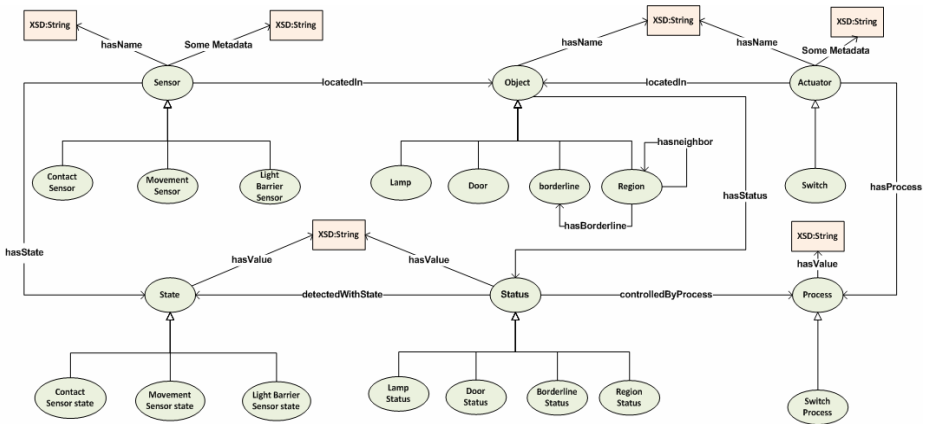 XSD:String
XSD:String
XSD:String
XSD:String
hasName
Some Metadata
hasName
hasName
Some Metadata
Sensor
locatedIn
Object
locatedIn
Actuator
hasneighbor
Contact
Sensor
Movement
Sensor
Light
Barrier
Sensor
Lamp
Door
borderline
Region
Switch
hasProcess
hasStatus
hasBorderline
XSD:String
XSD:String
hasState
hasValue
hasValue
hasValue
State
detectedWithState
Status
controlledByProcess
Process
Contact
Sensor state
Movement
Sensor state
Light Barrier
Sensor state
Lamp
Status
Door
Status
Borderline
Status
Region
Status
Switch
Process